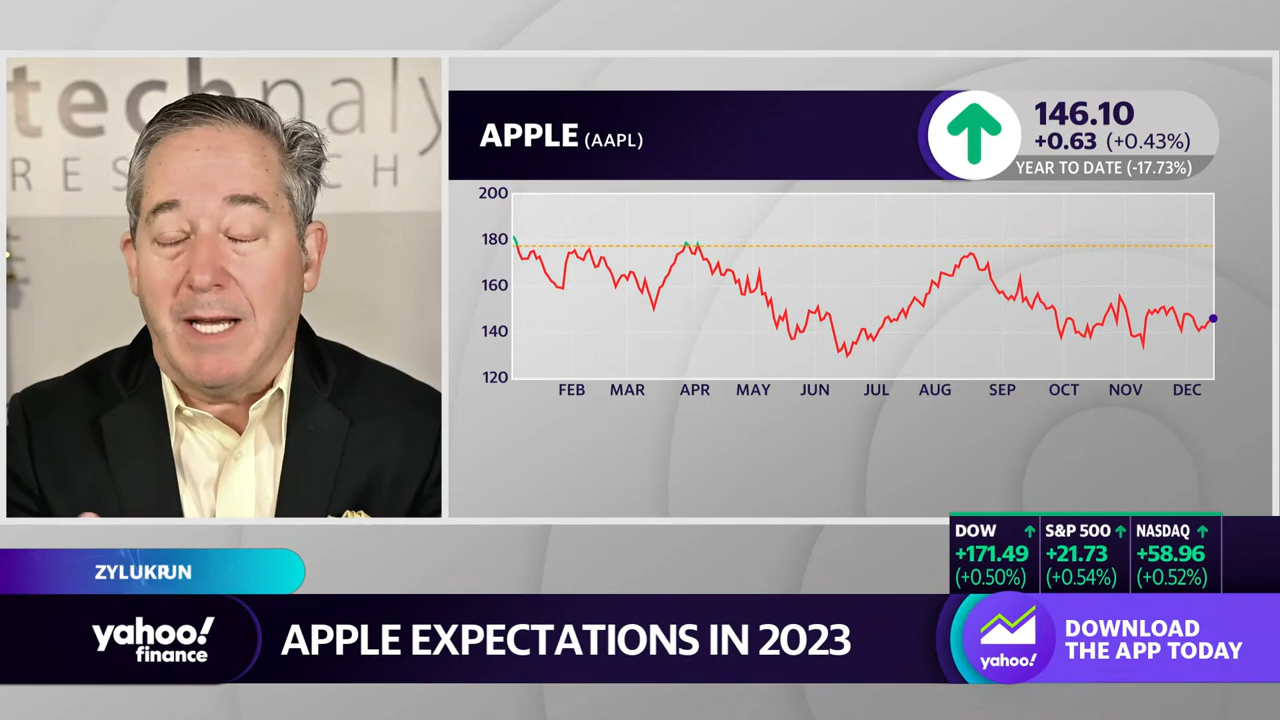 technaly
RES CH
APPLE (AAPL)
146.10
+0.63 (+0.43%)
YEAR TO DATE (-17.73%)
200
180
160
140
120
FEB MAR APR MAY JUN JUL AUG SEP OCT NOV DEC
DOW S&P 500 NASDAQ
+171.49 +21.73 +58.96
(+0.50%) (+0.54%) (+0.52%)
yahoo!
finance
APPLE EXPECTATIONS IN 2023
yahoo!
DOWNLOAD
THE APP TODAY